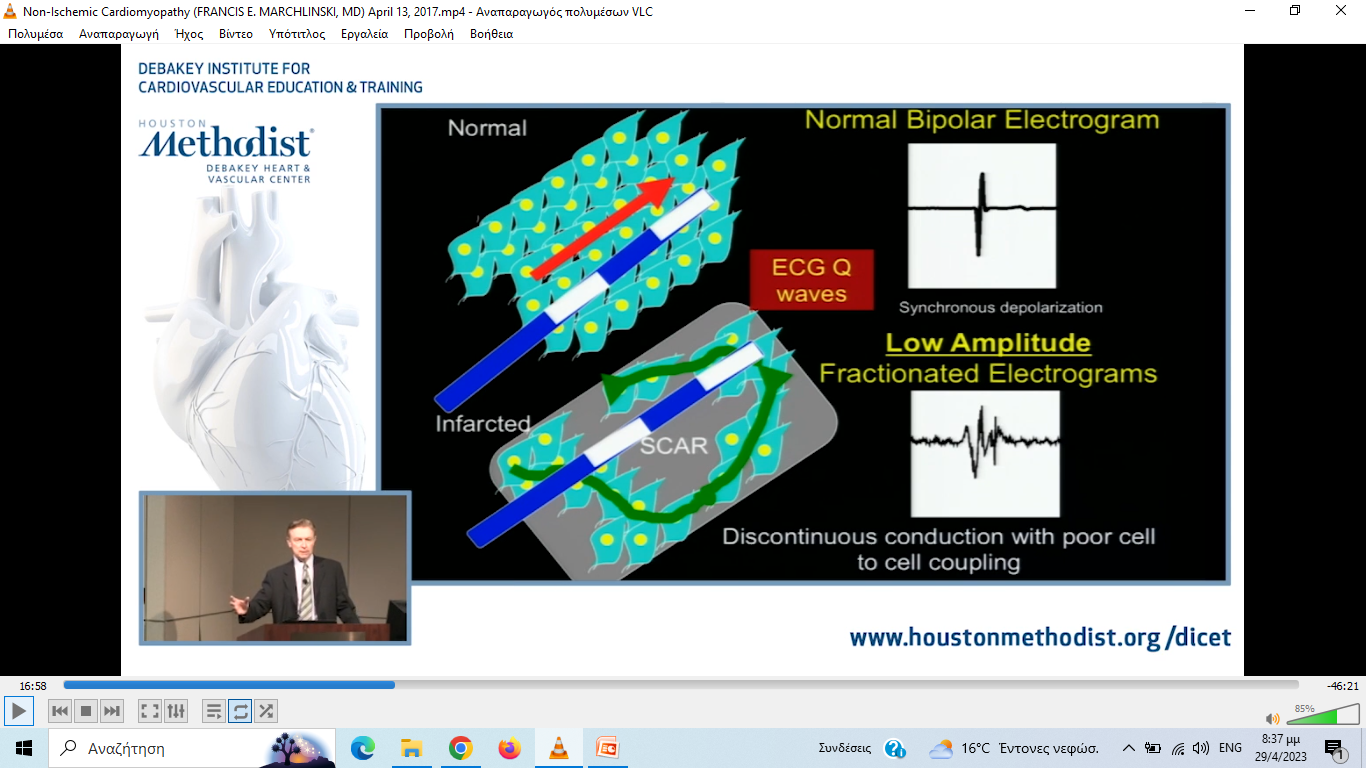 Non-Ischemic Cardiomyopathy (FRANCIS E. MARCHLINSKI, MD) April 13, 2017.mp4 - Αναπαραγωγός πολυμέσων VLC
Πολυμέσα Αναπαραγωγή Ήχος Βίντεο Υπότιτλος Εργαλεία Προβολή Βοήθεια
DEBAKEY INSTITUTE FOR
CARDIOVASCULAR EDUCATION & TRAINING
HOUSTON
Methodist®
DEBAKEY HEART &
VASCULAR CENTER
Normal
Normal Bipolar Electrogram
ECG Q
waves
Synchronous depolarization
Low Amplitude
Fractionated Electrograms
Infarcted
SCAR
Discontinuous conduction with poor cell
to cell coupling
www.houstonmethodist.org/dicet
16:58
-46:21
85%
Αναζήτηση
Συνδέσεις
16°C Έντονες νεφώσ.
ENG
8:37 μμ
29/4/2023
1